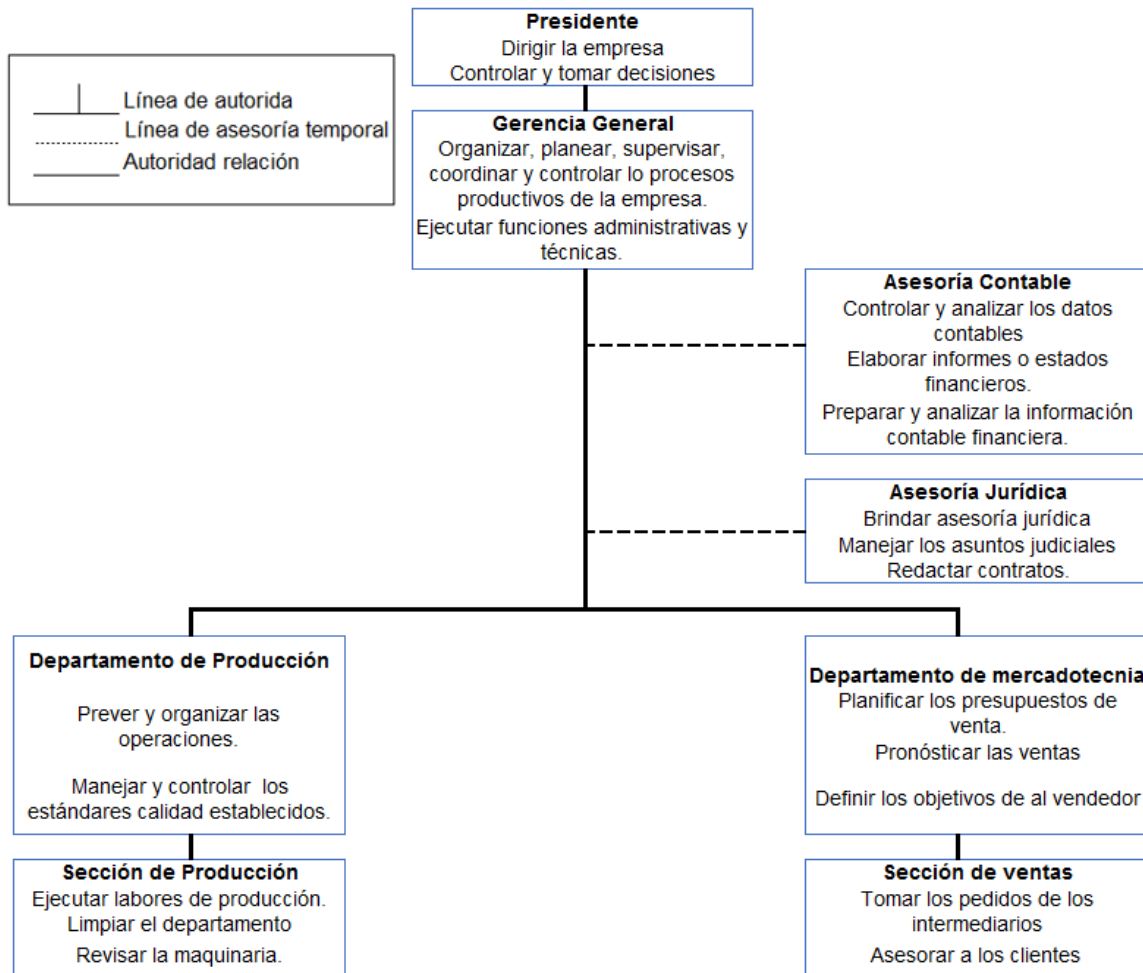 Presidente
Dirigir la empresa
Controlar y tomar decisiones
Línea de autorida
Línea de asesoría temporal
Autoridad relación
Gerencia General
Organizar, planear, supervisar,
coordinar y controlar lo procesos
productivos de la empresa.
Ejecutar funciones administrativas y
técnicas.
Asesoría Contable
Controlar y analizar los datos
contables
Elaborar informes o estados
financieros.
Preparar y analizar la información
contable financiera.
Asesoría Jurídica
Brindar asesoría jurídica
Manejar los asuntos judiciales
Redactar contratos.
Departamento de Producción
Prever y organizar las
operaciones.
Manejar y controlar los
estándares calidad establecidos.
Departamento de mercadotecnia
Planificar los presupuestos de
venta.
Pronósticar las ventas
Definir los objetivos de al vendedor
Sección de Producción
Ejecutar labores de producción.
Limpiar el departamento
Revisar la maquinaria.
Sección de ventas
Tomar los pedidos de los
intermediarios
Asesorar a los clientes